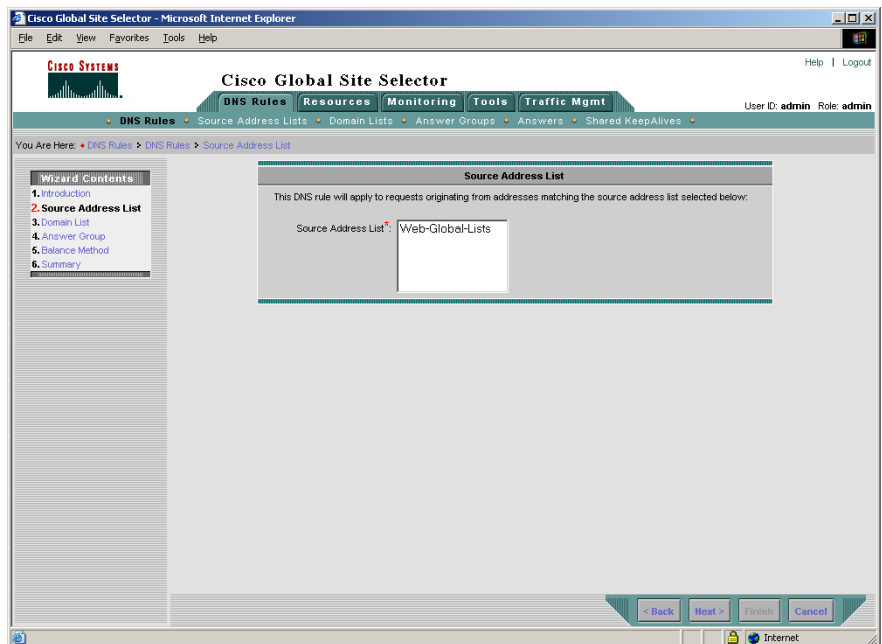 Cisco Global Site Selector - Microsoft Internet Explorer
File Edit View Favorites Tools Help
CISCO SYSTEMS
Cisco Global Site Selector
Help | Logout
DNS Rules Resources Monitoring Tools Traffic Mgmt
User ID: admin Role: admin
DNS Rules Source Address Lists Domain Lists Answer Groups Answers Shared KeepAlives
You Are Here: DNS Rules DNS Rules Source Address List
Wizard Contents
1. Introduction
2. Source Address List
3. Domain List
4. Answer Group
5. Balance Method
6. Summary
Source Address List
This DNS rule will apply to requests originating from addresses matching the source address list selected below:
Source Address List*: Web-Global-Lists
< Back Next > Finish Cancel
Internet